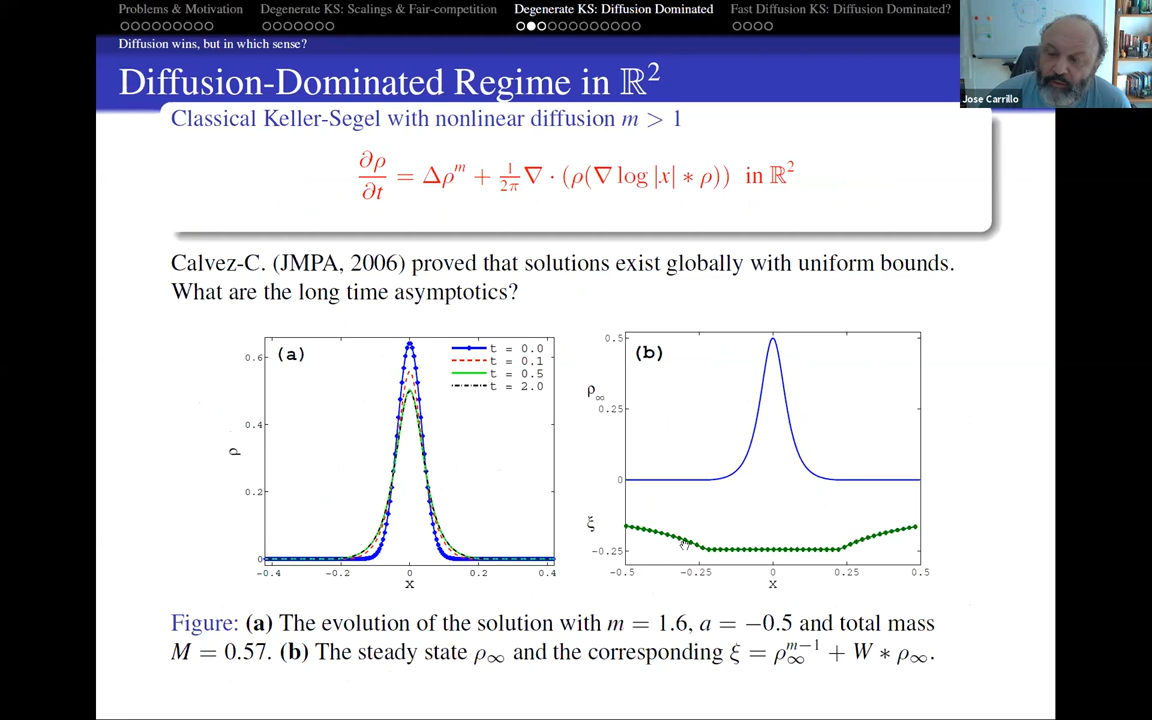 Problems & Motivation
Degenerate KS: Scalings & Fair-competition
Degenerate KS: Diffusion Dominated
Fast Diffusion KS: Diffusion Dominated?
Diffusion wins, but in which sense?
Diffusion-Dominated Regime in ℝ²
Jose Carrillo
Classical Keller-Segel with nonlinear diffusion m > 1
∂ρ/∂t = Δρ^m + 1/2π ∇ · (ρ(∇ log |x| ∗ ρ)) in ℝ²
Calvez-C. (JMPA, 2006) proved that solutions exist globally with uniform bounds.
What are the long time asymptotics?
(a)
t = 0.0
t = 0.1
t = 0.5
t = 2.0
0.6
0.4
0.2
0
ρ
-0.4 -0.2 0 0.2 0.4
x
(b)
0.5
ρ∞
0.25
0
ξ
-0.25
-0.5 -0.25 0 0.25 0.5
x
Figure: (a) The evolution of the solution with m = 1.6, a = −0.5 and total mass
M = 0.57. (b) The steady state ρ∞ and the corresponding ξ = ρ∞^{m−1} + W ∗ ρ∞.